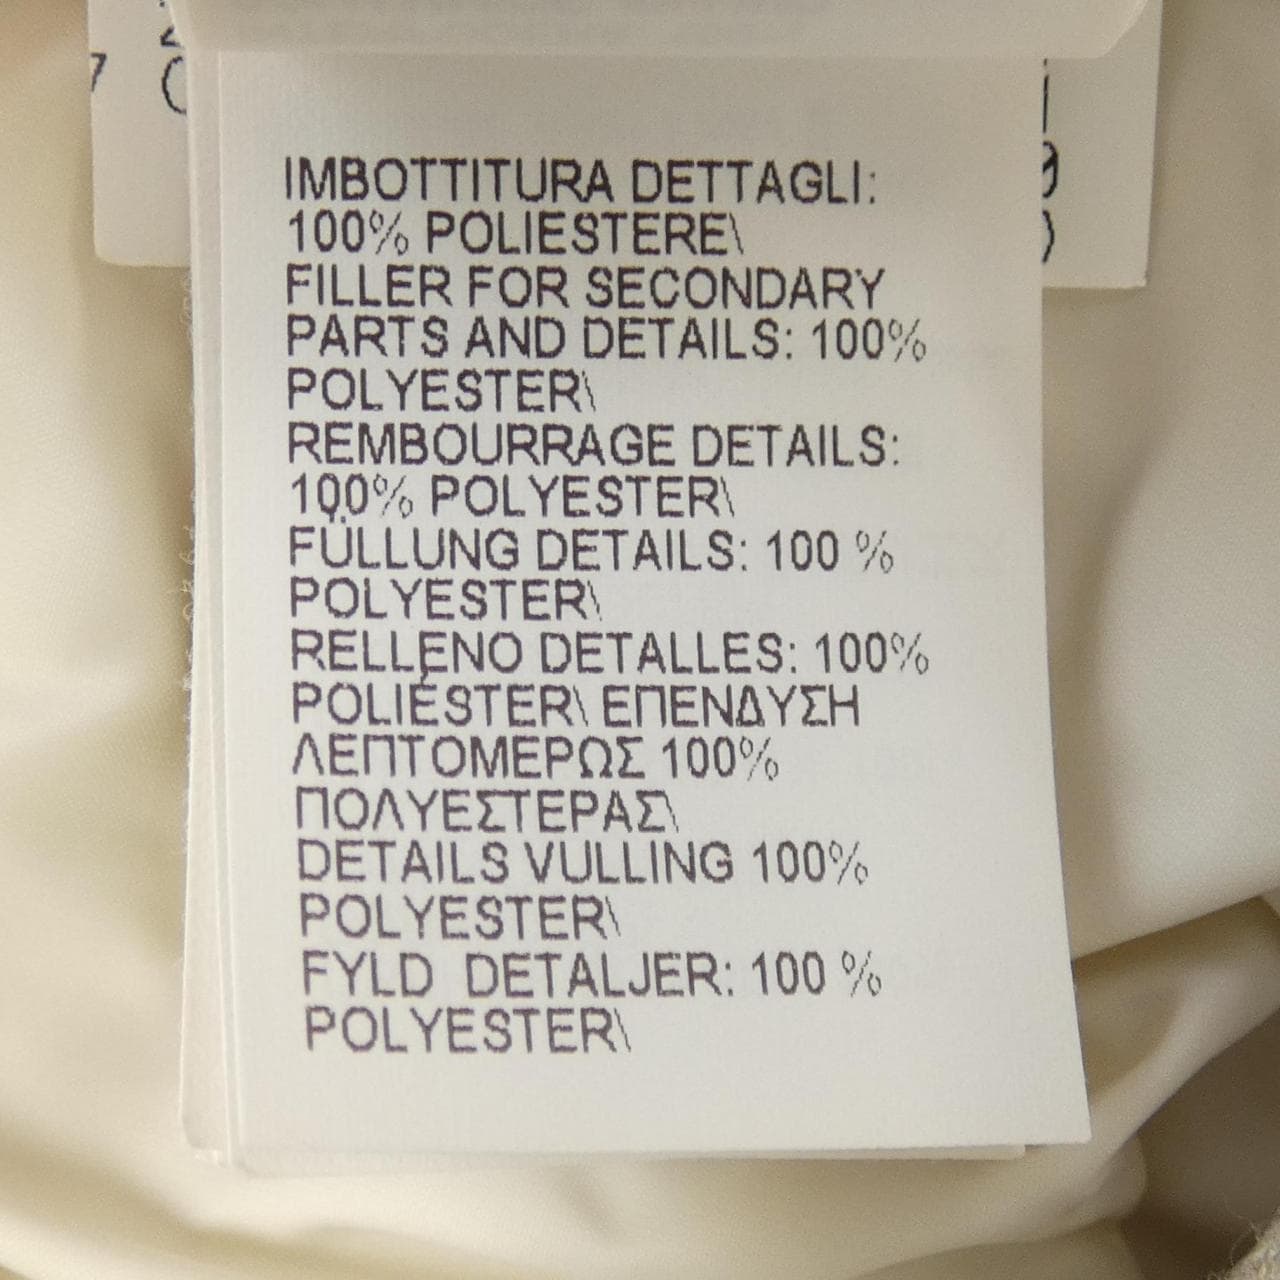 IMBOTTITURA DETTAGLI:
100% POLIESTERE\
FILLER FOR SECONDARY
PARTS AND DETAILS: 100%
POLYESTER\
REMBOURRAGE DETAILS:
100% POLYESTER\
FÜLLUNG DETAILS: 100 %
POLYESTER\
RELLENO DETALLES: 100%
POLIÉSTER\ ΕΠΕΝΔΥΣΗ
ΛΕΠΤΟΜΕΡΩΣ 100%
ΠΟΛΥΕΣΤΕΡΑΣ\
DETAILS VULLING 100%
POLYESTER\
FYLD DETALJER: 100 %
POLYESTER\